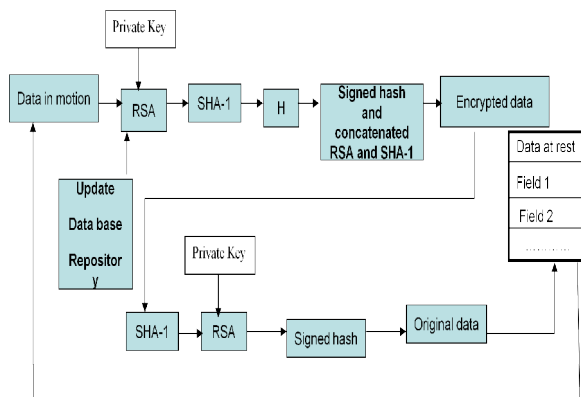 Private Key
Data in motion
RSA
SHA-1
H
Signed hash
and
concatenated
RSA and SHA-1
Encrypted data
Update
Data base
Repositor
y
Data at rest
Field 1
Field 2
............
Private Key
SHA-1
RSA
Signed hash
Original data